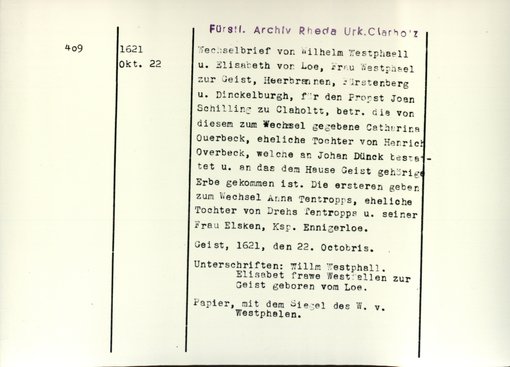 Fürstl. Archiv Rheda Urk.Clarholz
409
1621
Okt. 22
Wechselbrief von Wilhelm Westphaell
u. Elisabeth von Loe, Frau Westphael
zur Geist, Heerbrannen, Fürstenberg
u. Dinckelburgh, für den Propst Joan
Schilling zu Claholtt, betr. die von
diesem zum Wechsel gegebene Catharina
Ouerbeck, eheliche Tochter von Henrich
Overbeck, welche an Johan Dünck bestat-
tet u. an das dem Hause Geist gehörige
Erbe gekommen ist. Die ersteren geben
zum Wechsel Anna Tentropps, eheliche
Tochter von Drehs Tentropps u. seiner
Frau Elsken, Ksp. Ennigerloe.
Geist, 1621, den 22. Octobris.
Unterschriften: Willm Westphall.
Elisabet frawe Westfallen zur
Geist geboren vom Loe.
Papier, mit dem Siegel des W. v.
Westphalen.